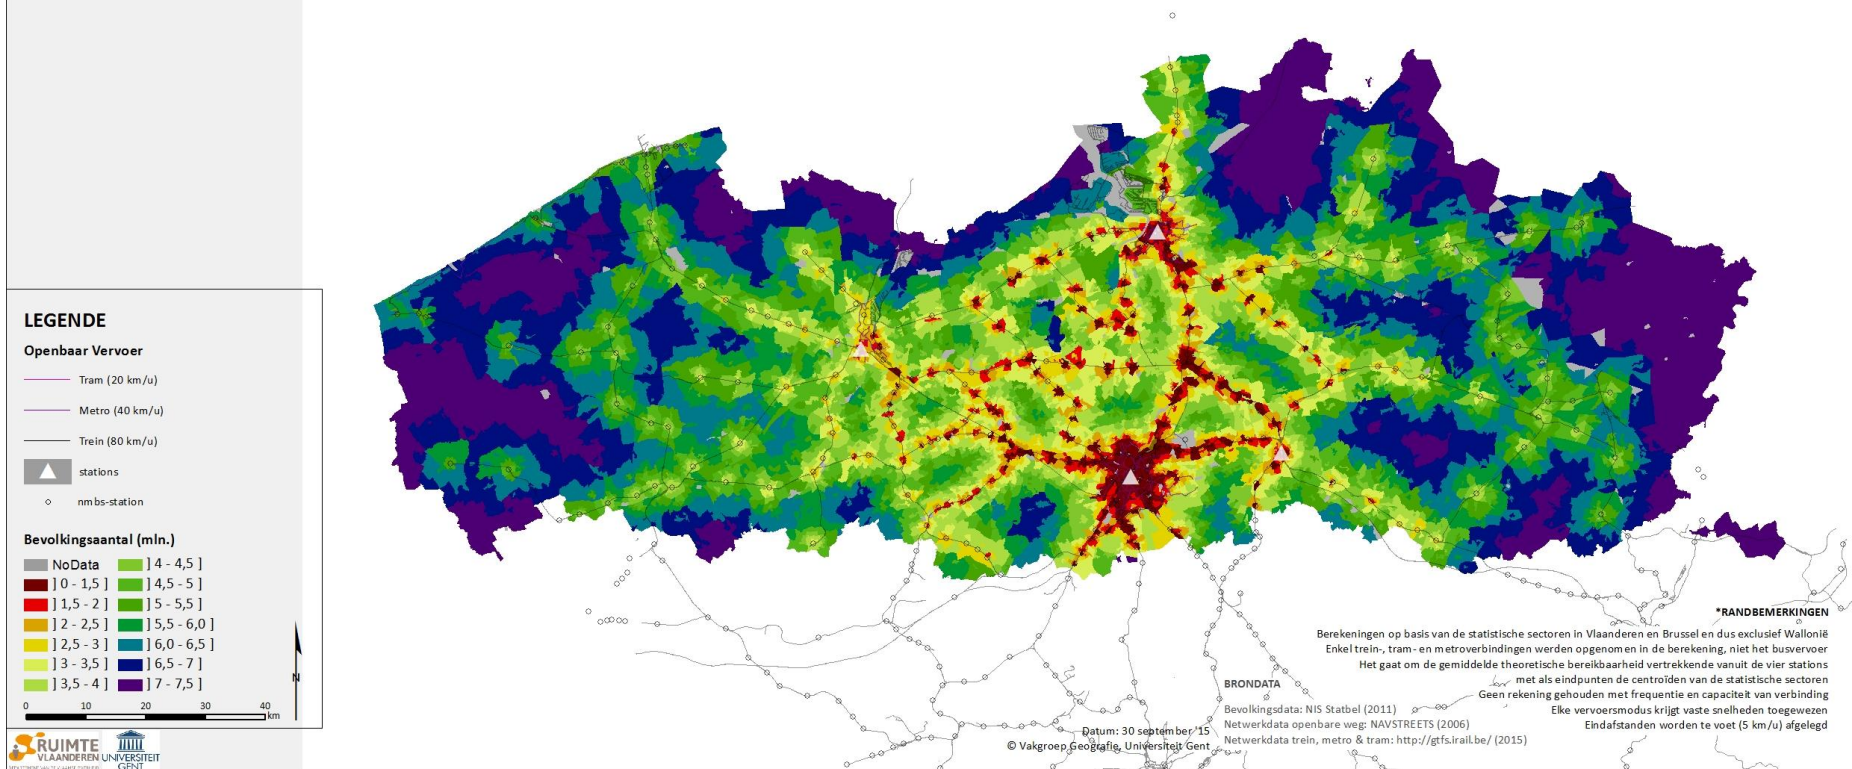 LEGENDE
Openbaar Vervoer
Tram (20 km/u)
Metro (40 km/u)
Trein (80 km/u)
stations
nmbs-station
Bevolkingsaantal (mln.)
NoData
] 0 - 1,5 ]
] 1,5 - 2 ]
] 2 - 2,5 ]
] 2,5 - 3 ]
] 3 - 3,5 ]
] 3,5 - 4 ]
] 4 - 4,5 ]
] 4,5 - 5 ]
] 5 - 5,5 ]
] 5,5 - 6,0 ]
] 6,0 - 6,5 ]
] 6,5 - 7 ]
] 7 - 7,5 ]
N
0 10 20 30 40
km
RUIMTE
VLAANDEREN
UNIVERSITEIT
GENT
Datum: 30 september '15
© Vakgroep Geografie, Universiteit Gent
BRONDATA
Bevolkingsdata: NIS Statbel (2011)
Netwerkdata openbare weg: NAVSTREETS (2006)
Netwerkdata trein, metro & tram: http://gtfs.irail.be/ (2015)
*RANDBEMERKINGEN
Berekeningen op basis van de statistische sectoren in Vlaanderen en Brussel en dus exclusief Wallonië
Enkel trein-, tram- en metroverbindingen werden opgenomen in de berekening, niet het busvervoer
Het gaat om de gemiddelde theoretische bereikbaarheid vertrekkende vanuit de vier stations
met als eindpunten de centroïden van de statistische sectoren
Geen rekening gehouden met frequentie en capaciteit van verbinding
Elke vervoersmodus krijgt vaste snelheden toegewezen
Eindafstanden worden te voet (5 km/u) afgelegd